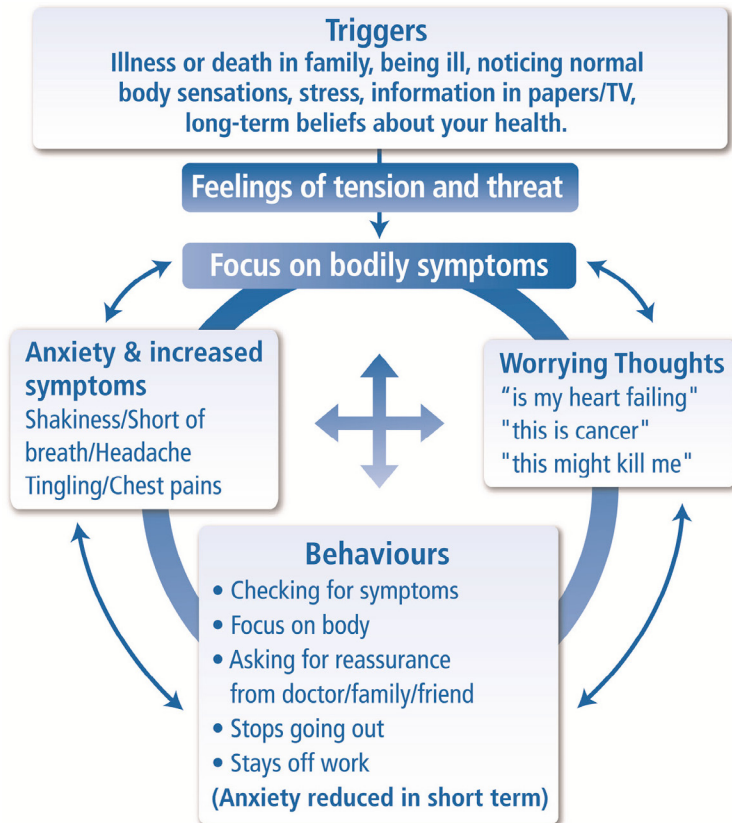 Triggers
Illness or death in family, being ill, noticing normal
body sensations, stress, information in papers/TV,
long-term beliefs about your health.
Feelings of tension and threat
Focus on bodily symptoms
Anxiety & increased
symptoms
Shakiness/Short of
breath/Headache
Tingling/Chest pains
Worrying Thoughts
“is my heart failing"
"this is cancer"
"this might kill me"
Behaviours
• Checking for symptoms
• Focus on body
• Asking for reassurance
from doctor/family/friend
• Stops going out
• Stays off work
(Anxiety reduced in short term)